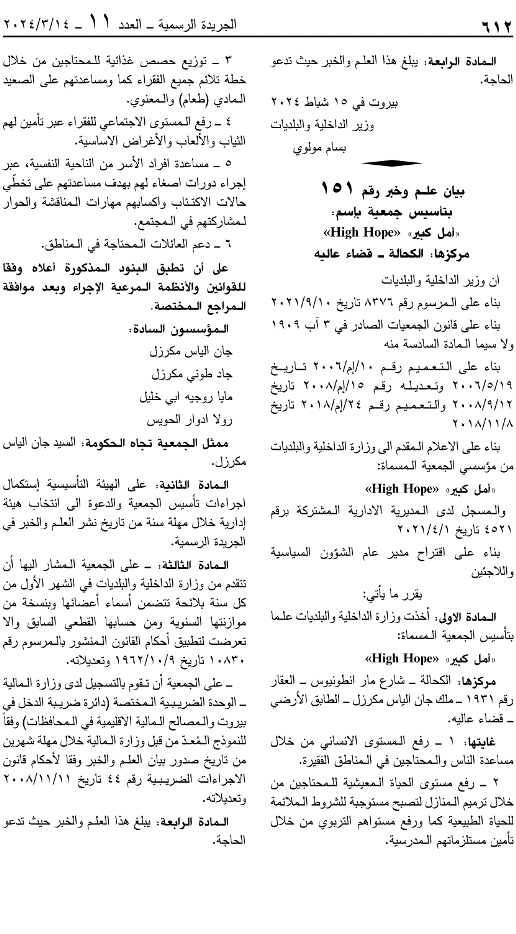 ٦١٢
الجريدة الرسمية ــ العدد ١١ ــ ٢٠٢٤/٣/١٤
المادة الرابعة: يبلغ هذا العلم والخبر حيث تدعو
الحاجة.
بيروت في ١٥ شباط ٢٠٢٤
وزير الداخلية والبلديات
بسام مولوي
بيان علم وخبر رقم ١٥١
بتأسيس جمعية بإسم:
«أمل كبير» «High Hope»
مركزها: الكحالة ــ قضاء عاليه
ان وزير الداخلية والبلديات
بناء على المرسوم رقم ٨٣٧٦ تاريخ ٢٠٢١/٩/١٠
بناء على قانون الجمعيات الصادر في ٣ آب ١٩٠٩
ولا سيما المادة السادسة منه
بناء على التعميم رقم ١٠/إم/٢٠٠٦ تاريخ
٢٠٠٦/٥/١٩ وتعديله رقم ١٥/إم/٢٠٠٨ تاريخ
٢٠٠٨/٩/١٢ والتعميم رقم ٢٤/إم/٢٠١٨ تاريخ
٢٠١٨/١١/٨
بناء على الاعلام المقدم الى وزارة الداخلية والبلديات
من مؤسسي الجمعية المسماة:
«أمل كبير» «High Hope»
والمسجل لدى المديرية الادارية المشتركة برقم
٤٥٢١ تاريخ ٢٠٢١/٤/١
بناء على اقتراح مدير عام الشؤون السياسية
واللاجئين
يقرر ما يأتي:
المادة الاولى: أخذت وزارة الداخلية والبلديات علما
بتأسيس الجمعية المسماة:
«أمل كبير» «High Hope»
مركزها: الكحالة ــ شارع مار انطونيوس ــ العقار
رقم ١٩٣١ ــ ملك جان الياس مكرزل ــ الطابق الأرضي
ــ قضاء عاليه.
غايتها: ١ ــ رفع المستوى الانساني من خلال
مساعدة الناس والمحتاجين في المناطق الفقيرة.
٢ ــ رفع مستوى الحياة المعيشية للمحتاجين من
خلال ترميم المنازل لتصبح مستوجبة للشروط الملائمة
للحياة الطبيعية كما ورفع مستواهم التربوي من خلال
تأمين مستلزماتهم المدرسية.
٣ ــ توزيع حصص غذائية للمحتاجين من خلال
خطة تلائم جميع الفقراء كما ومساعدتهم على الصعيد
المادي (طعام) والمعنوي.
٤ ــ رفع المستوى الاجتماعي للفقراء عبر تأمين لهم
الثياب والألعاب والأغراض الاساسية.
٥ ــ مساعدة افراد الأسر من الناحية النفسية، عبر
إجراء دورات اصغاء لهم بهدف مساعدتهم على تخطّي
حالات الاكتئاب واكسابهم مهارات المناقشة والحوار
لمشاركتهم في المجتمع.
٦ ــ دعم العائلات المحتاجة في المناطق.
على أن تطبق البنود المذكورة أعلاه وفقا
للقوانين والأنظمة المرعية الإجراء وبعد موافقة
المراجع المختصة.
المؤسسون السادة:
جان الياس مكرزل
جاد طوني مكرزل
مايا روجيه ابي خليل
رولا ادوار الحويس
ممثل الجمعية تجاه الحكومة: السيد جان الياس
مكرزل.
المادة الثانية: على الهيئة التأسيسية إستكمال
اجراءات تأسيس الجمعية والدعوة الى انتخاب هيئة
إدارية خلال مهلة سنة من تاريخ نشر العلم والخبر في
الجريدة الرسمية.
المادة الثالثة: ــ على الجمعية المشار اليها أن
تتقدم من وزارة الداخلية والبلديات في الشهر الأول من
كل سنة بلائحة تتضمن أسماء أعضائها وبنسخة من
موازنتها السنوية ومن حسابها القطعي السابق والا
تعرضت لتطبيق أحكام القانون المنشور بالمرسوم رقم
١٠٨٣٠ تاريخ ١٩٦٢/١٠/٩ وتعديلاته.
ــ على الجمعية أن تقوم بالتسجيل لدى وزارة المالية
ــ الوحدة الضريبية المختصة (دائرة ضريبة الدخل في
بيروت والمصالح المالية الاقليمية في المحافظات) وفقاً
للنموذج المُعدّ من قبل وزارة المالية خلال مهلة شهرين
من تاريخ صدور بيان العلم والخبر وفقا لأحكام قانون
الاجراءات الضريبية رقم ٤٤ تاريخ ٢٠٠٨/١١/١١
وتعديلاته.
المادة الرابعة: يبلغ هذا العلم والخبر حيث تدعو
الحاجة.